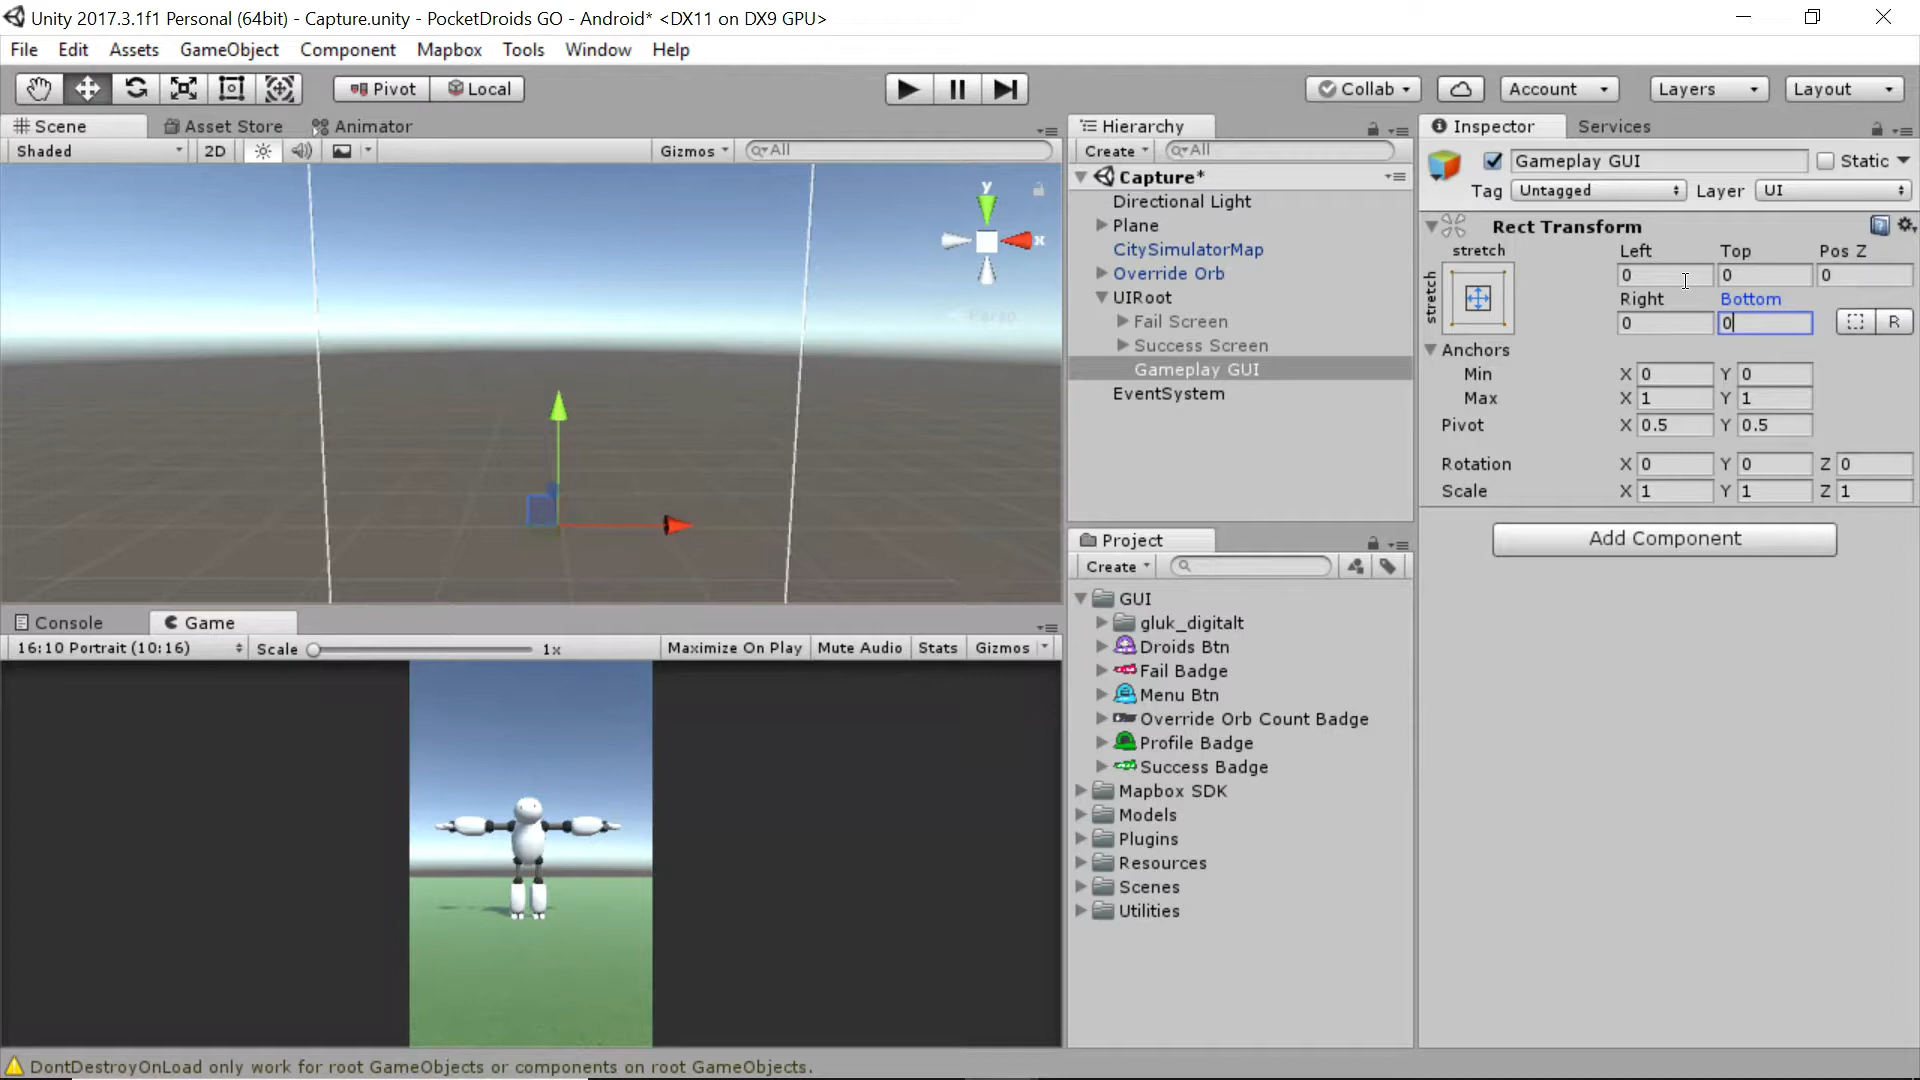 Unity 2017.3.1f1 Personal (64bit) - Capture.unity - PocketDroids GO - Android* <DX11 on DX9 GPU>
File Edit Assets GameObject Component Mapbox Tools Window Help
Pivot Local Collab Account Layers Layout
Scene Asset Store Animator
Shaded 2D Gizmos All
y
x
Persp
Hierarchy
Create All
Capture*
Directional Light
Plane
CitySimulatorMap
Override Orb
UIRoot
Fail Screen
Success Screen
Gameplay GUI
EventSystem
Inspector Services
Gameplay GUI Static
Tag Untagged Layer UI
Rect Transform
stretch Left Top Pos Z
stretch
0 0 0
Right Bottom
0 0 R
Anchors
Min X 0 Y 0
Max X 1 Y 1
Pivot X 0.5 Y 0.5
Rotation X 0 Y 0 Z 0
Scale X 1 Y 1 Z 1
Add Component
Project
Create
GUI
gluk_digitalt
Droids Btn
Fail Badge
Menu Btn
Override Orb Count Badge
Profile Badge
Success Badge
Mapbox SDK
Models
Plugins
Resources
Scenes
Utilities
Console Game
16:10 Portrait (10:16) Scale 1x Maximize On Play Mute Audio Stats Gizmos
DontDestroyOnLoad only work for root GameObjects or components on root GameObjects.